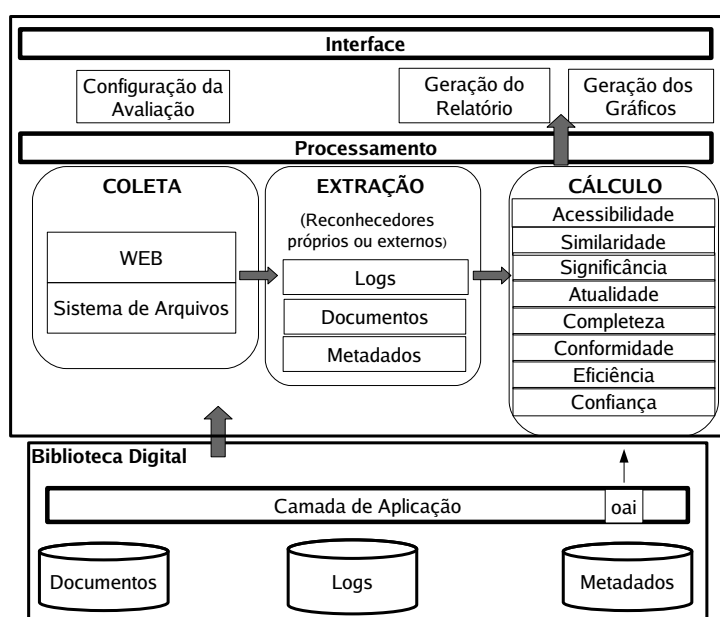 Interface
Configuração da
Avaliação
Geração do
Relatório
Geração dos
Gráficos
Processamento
COLETA
WEB
Sistema de Arquivos
EXTRAÇÃO
(Reconhecedores
próprios ou externos)
Logs
Documentos
Metadados
CÁLCULO
Acessibilidade
Similaridade
Significância
Atualidade
Completeza
Conformidade
Eficiência
Confiança
Biblioteca Digital
Camada de Aplicação
oai
Documentos
Logs
Metadados